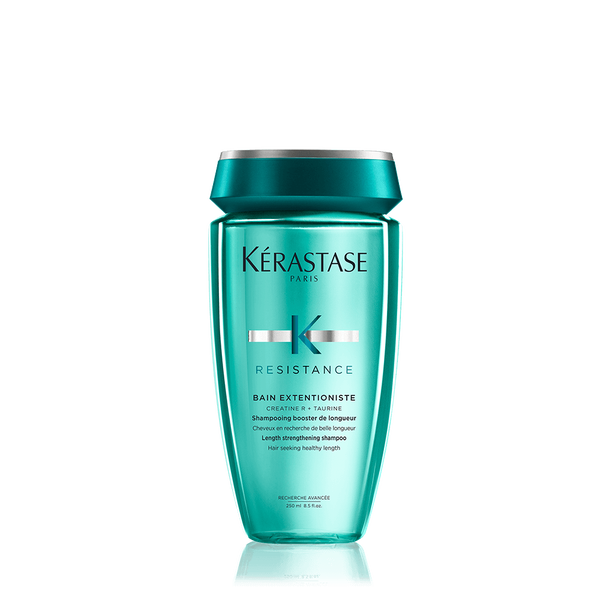 KÉRASTASE
PARIS
K
RESISTANCE
BAIN EXTENTIONISTE
CREATINE R + TAURINE
Shampooing booster de longueur
Cheveux en recherche de belle longueur
Length strengthening shampoo
Hair seeking healthy length
RECHERCHE AVANCÉE
250 ml 8.5 fl.oz.